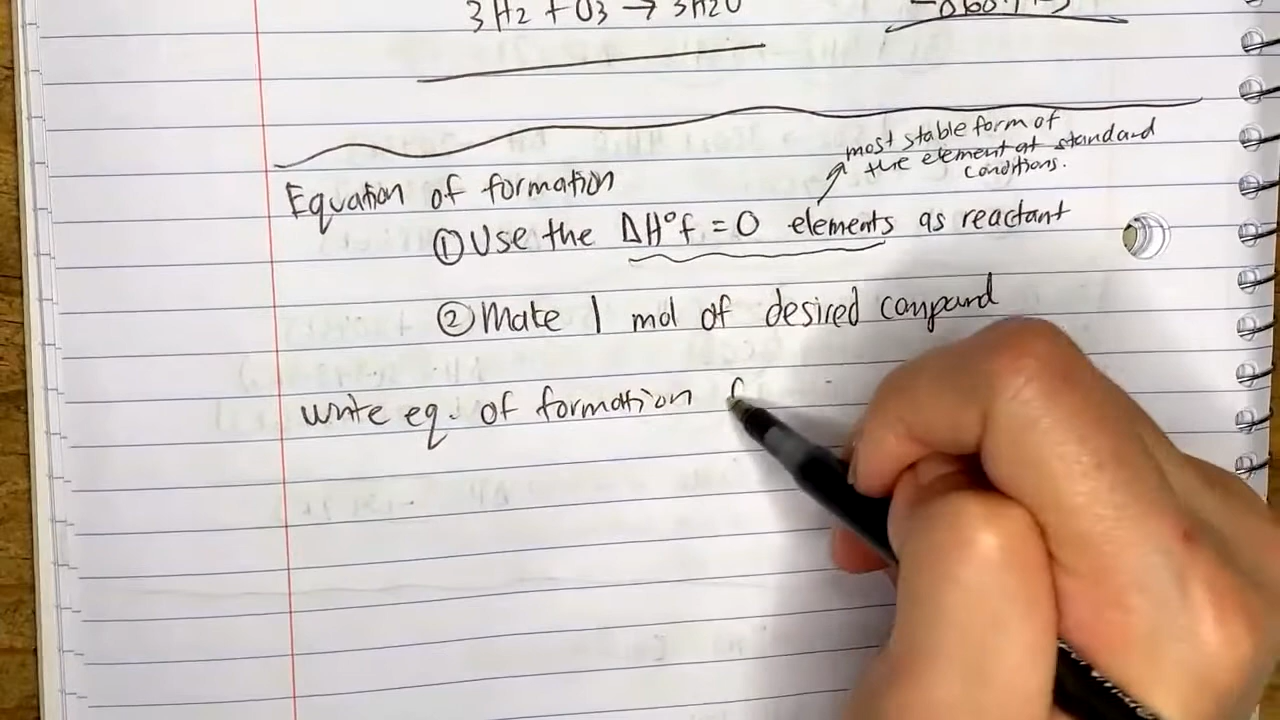 3H2 + O3 → 3H2O
most stable form of
the element at standard
conditions.
Equation of formation
① Use the ΔH°f = 0 elements as reactant
② Make 1 mol of desired compound
write eq. of formation f